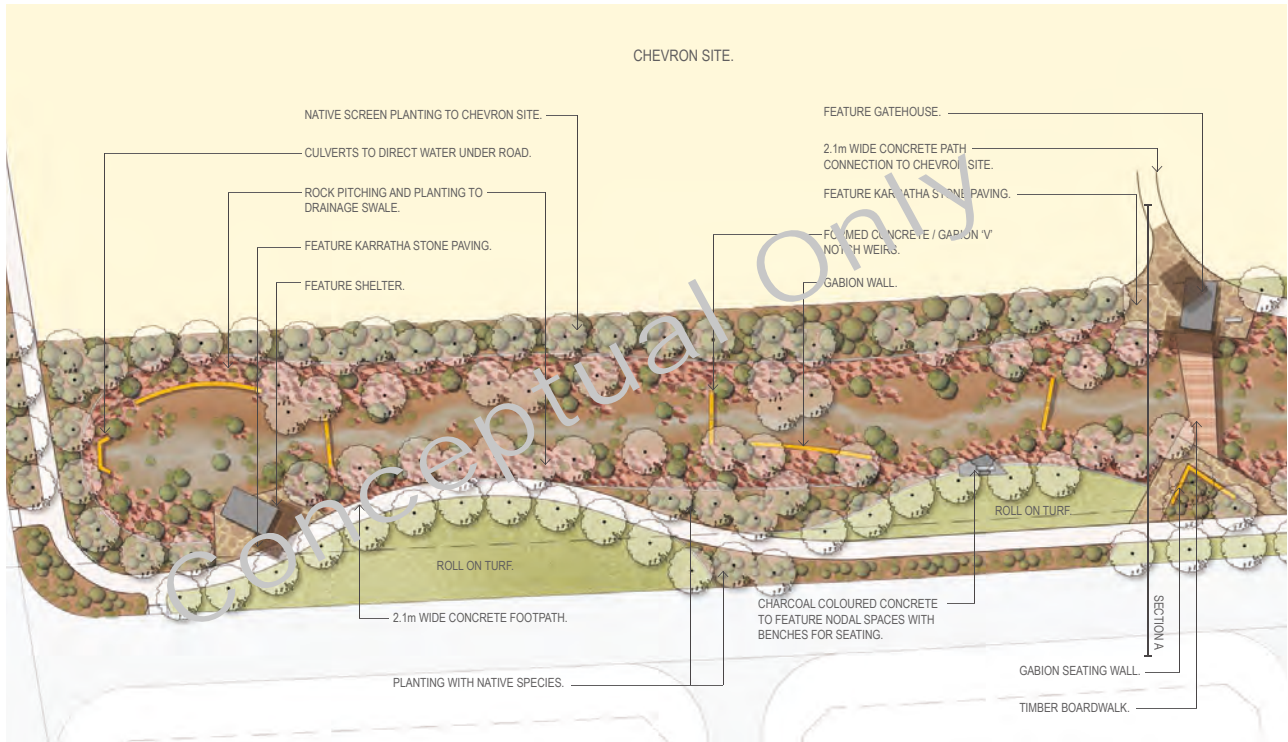 CHEVRON SITE.
NATIVE SCREEN PLANTING TO CHEVRON SITE.
CULVERTS TO DIRECT WATER UNDER ROAD.
ROCK PITCHING AND PLANTING TO
DRAINAGE SWALE.
FEATURE KARRATHA STONE PAVING.
FEATURE SHELTER.
FEATURE GATEHOUSE.
2.1m WIDE CONCRETE PATH
CONNECTION TO CHEVRON SITE.
FEATURE KARRATHA STONE PAVING.
FORMED CONCRETE / GABION 'V'
NOTCH WEIRS.
GABION WALL.
Conceptual Only
ROLL ON TURF.
ROLL ON TURF.
2.1m WIDE CONCRETE FOOTPATH.
PLANTING WITH NATIVE SPECIES.
CHARCOAL COLOURED CONCRETE
TO FEATURE NODAL SPACES WITH
BENCHES FOR SEATING.
SECTION A
GABION SEATING WALL.
TIMBER BOARDWALK.